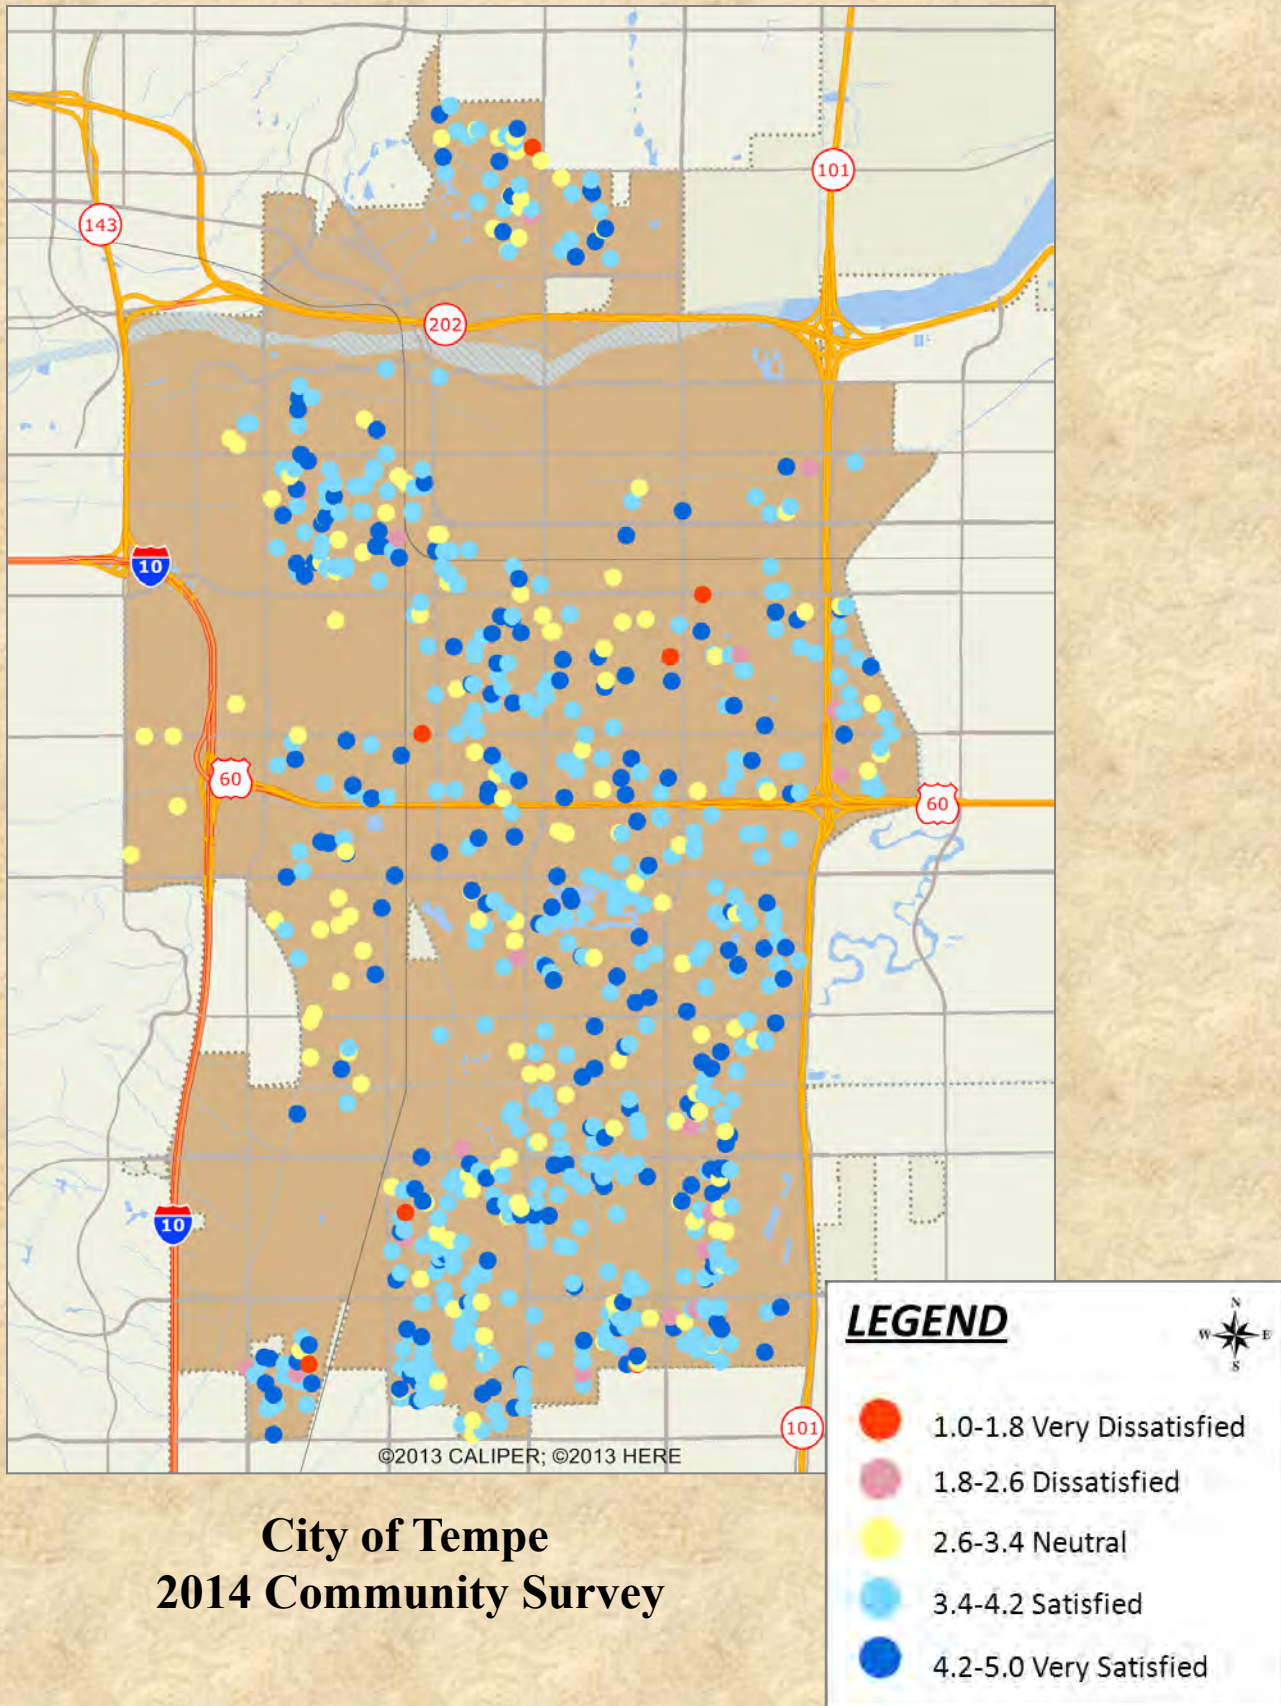 101
143
202
10
60
60
10
101
©2013 CALIPER; ©2013 HERE
LEGEND
N
W E
S
1.0-1.8 Very Dissatisfied
1.8-2.6 Dissatisfied
2.6-3.4 Neutral
3.4-4.2 Satisfied
4.2-5.0 Very Satisfied
City of Tempe
2014 Community Survey